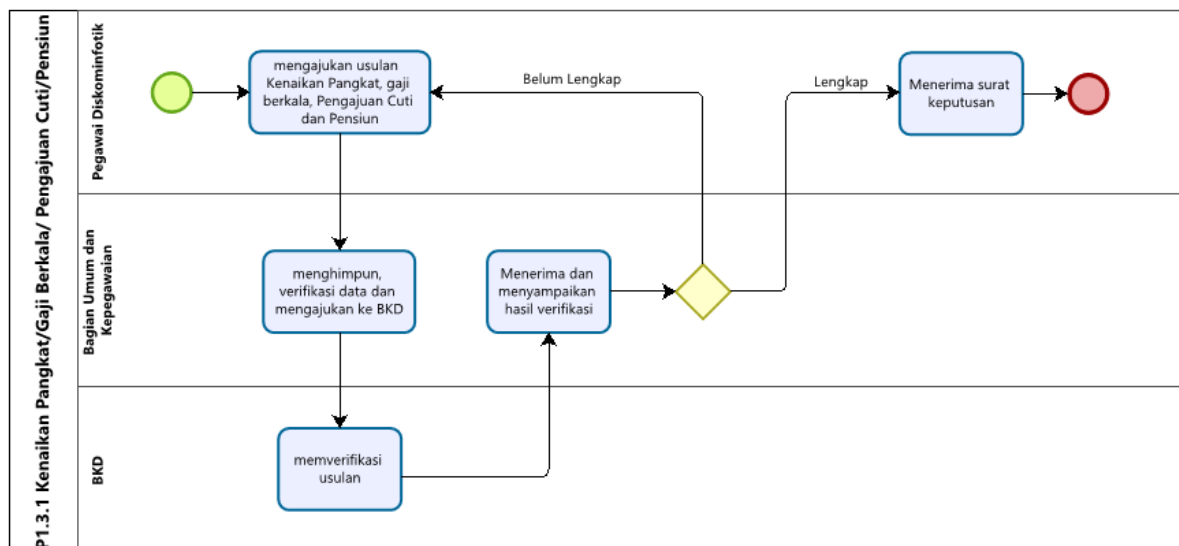 P1.3.1 Kenaikan Pangkat/Gaji Berkala/ Pengajuan Cuti/Pensiun
Pegawai Diskominfotik
mengajukan usulan
Kenaikan Pangkat, gaji
berkala, Pengajuan Cuti
dan Pensiun
Belum Lengkap
Lengkap
Menerima surat
keputusan
Bagian Umum dan
Kepegawaian
menghimpun,
verifikasi data dan
mengajukan ke BKD
Menerima dan
menyampaikan
hasil verifikasi
BKD
memverifikasi
usulan